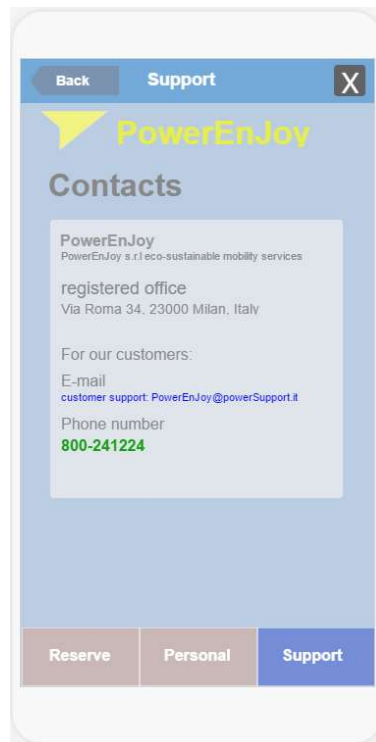 Back
Support
X
PowerEnJoy
Contacts
PowerEnJoy
PowerEnJoy s.r.l eco-sustainable mobility services
registered office
Via Roma 34, 23000 Milan, Italy
For our customers:
E-mail
customer support: PowerEnJoy@powerSupport.it
Phone number
800-241224
Reserve
Personal
Support